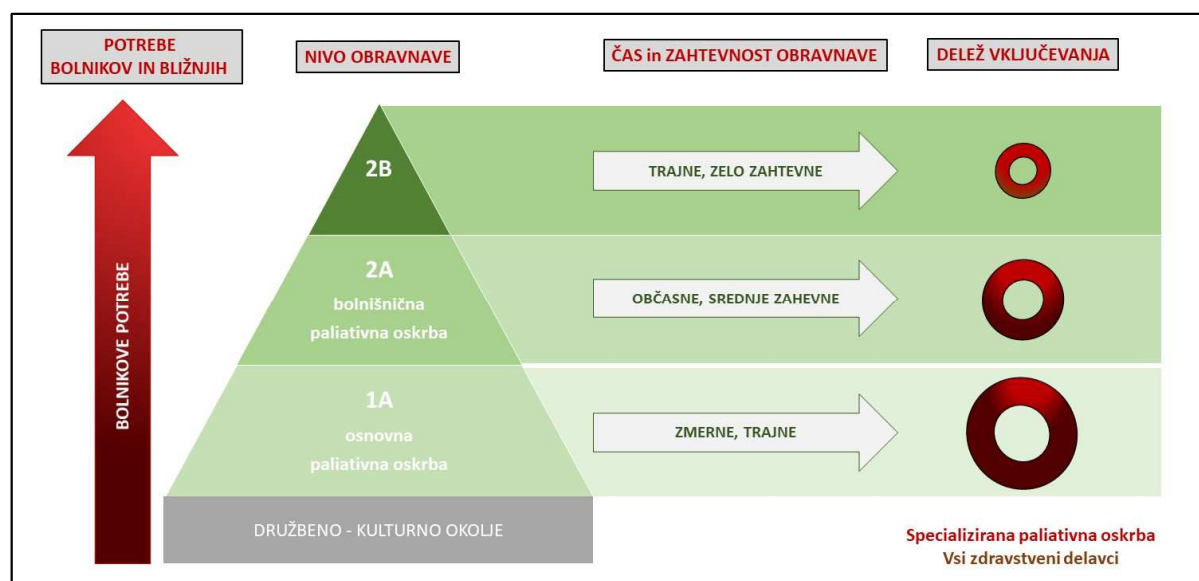 POTREBE
BOLNIKOV IN BLIŽNJIH
NIVO OBRAVNAVE
ČAS in ZAHTEVNOST OBRAVNAVE
DELEŽ VKLJUČEVANJA
BOLNIKOVE POTREBE
2B
TRAJNE, ZELO ZAHTEVNE
2A
bolnišnična
paliativna oskrba
OBČASNE, SREDNJE ZAHEVNE
1A
osnovna
paliativna oskrba
ZMERNE, TRAJNE
DRUŽBENO - KULTURNO OKOLJE
Specializirana paliativna oskrba
Vsi zdravstveni delavci